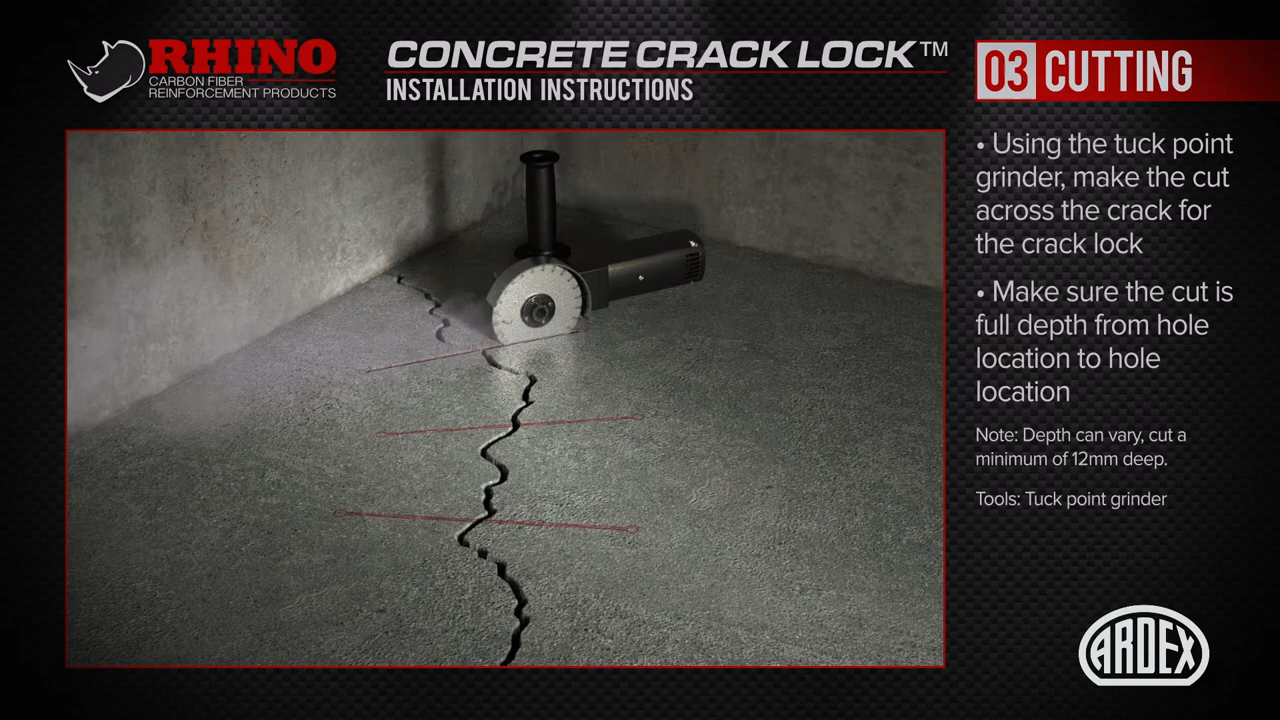 RHINO
CARBON FIBER
REINFORCEMENT PRODUCTS
CONCRETE CRACK LOCK™
INSTALLATION INSTRUCTIONS
03 CUTTING
• Using the tuck point
grinder, make the cut
across the crack for
the crack lock
• Make sure the cut is
full depth from hole
location to hole
location
Note: Depth can vary, cut a
minimum of 12mm deep.
Tools: Tuck point grinder
ARDEX